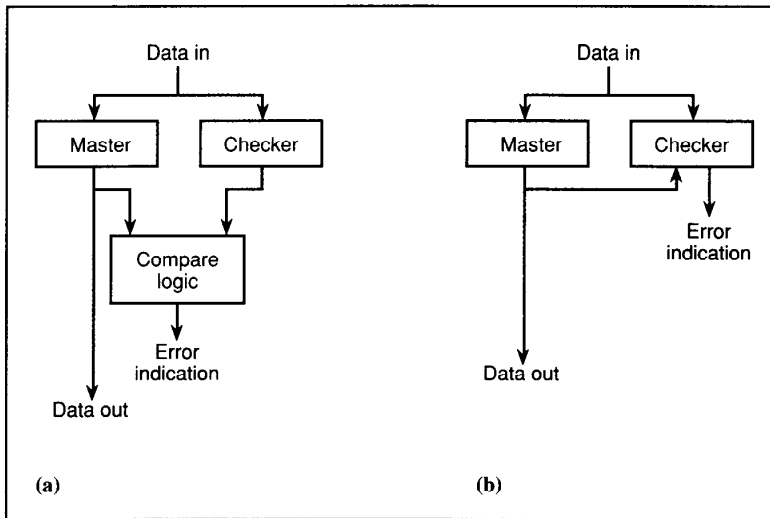 Data in
Master
Checker
Compare
logic
Error
indication
Data out
(a)
Data in
Master
Checker
Error
indication
Data out
(b)